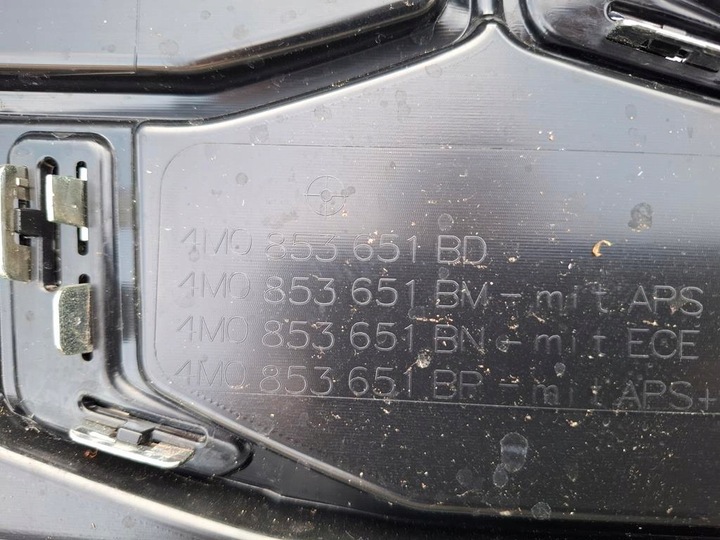 4M0 853 651 BD
4M0 853 651 BM - mit APS
4M0 853 651 BN - mit ECE
4M0 853 651 BP - mit APS+